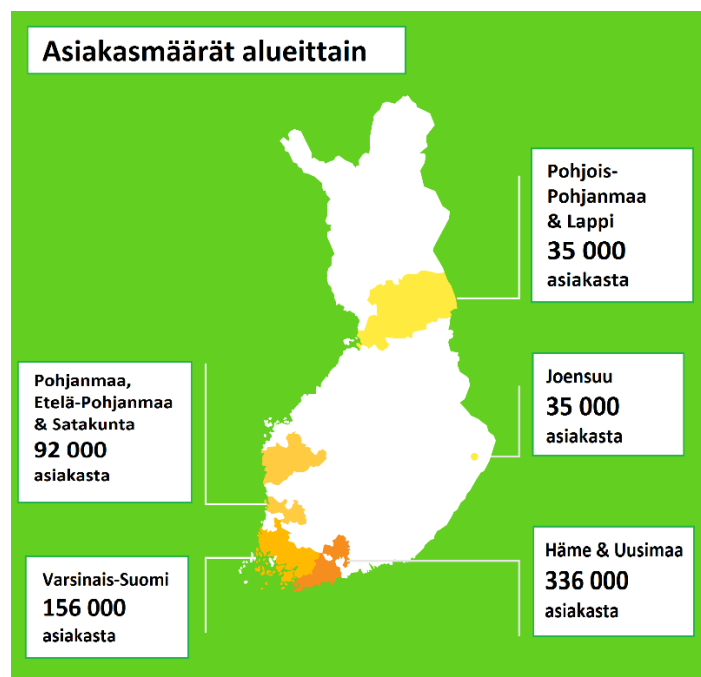 Asiakasmäärät alueittain
Pohjois-
Pohjanmaa
& Lappi
35 000
asiakasta
Pohjanmaa,
Etelä-Pohjanmaa
& Satakunta
92 000
asiakasta
Joensuu
35 000
asiakasta
Varsinais-Suomi
156 000
asiakasta
Häme & Uusimaa
336 000
asiakasta